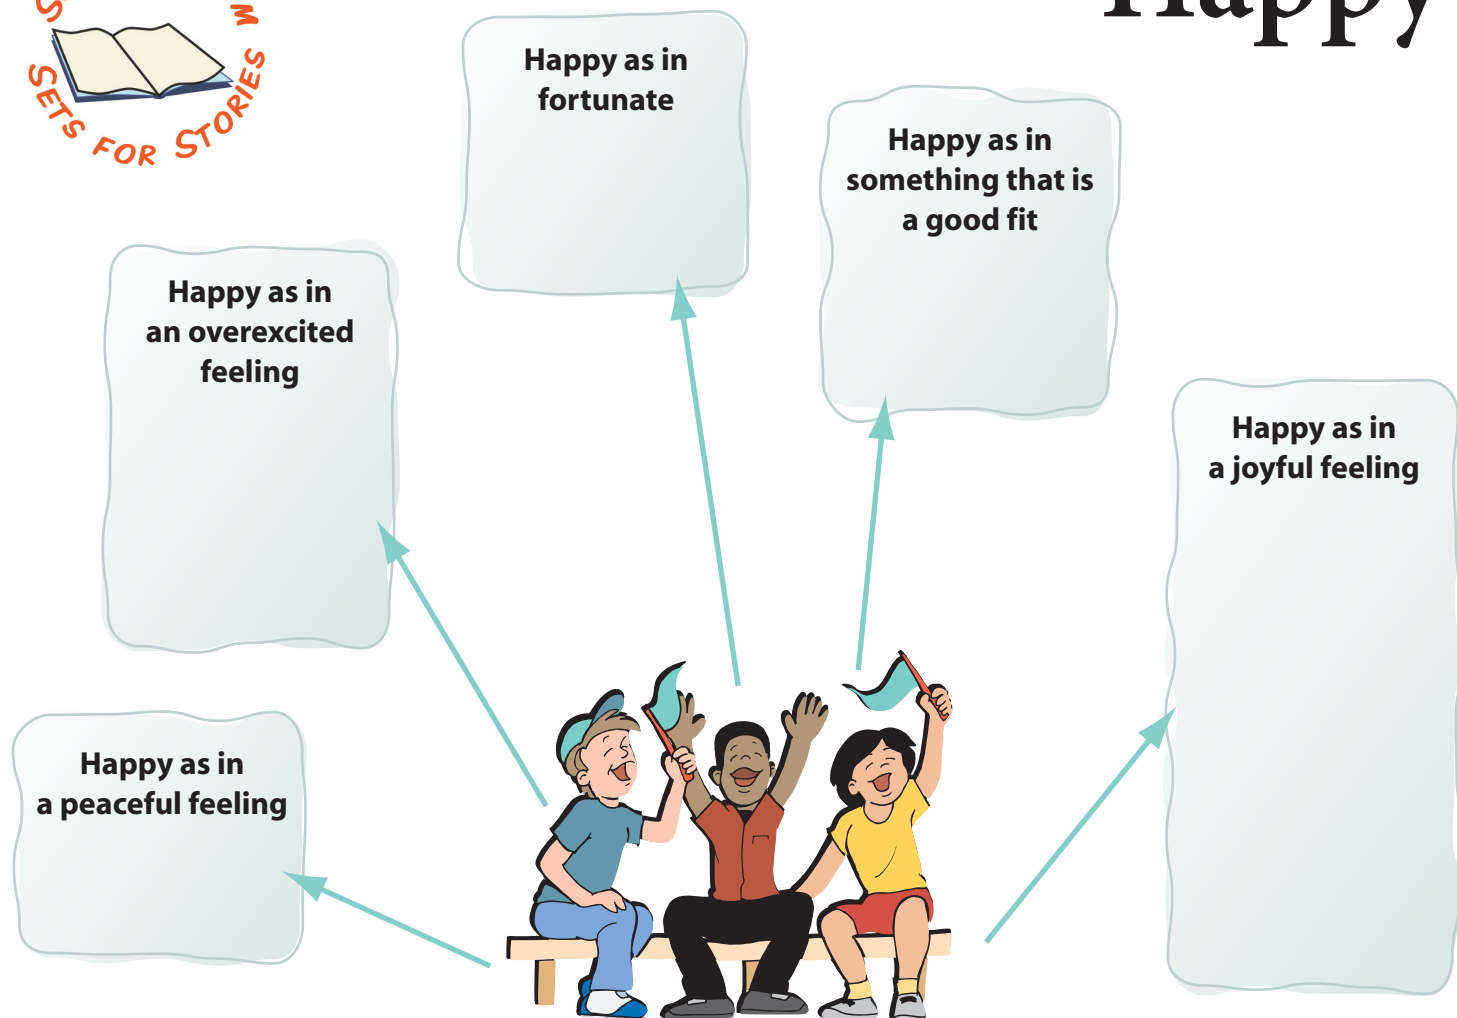 Happy
SETS FOR STORIES
Happy as in
fortunate
Happy as in
something that is
a good fit
Happy as in
an overexcited
feeling
Happy as in
a joyful feeling
Happy as in
a peaceful feeling